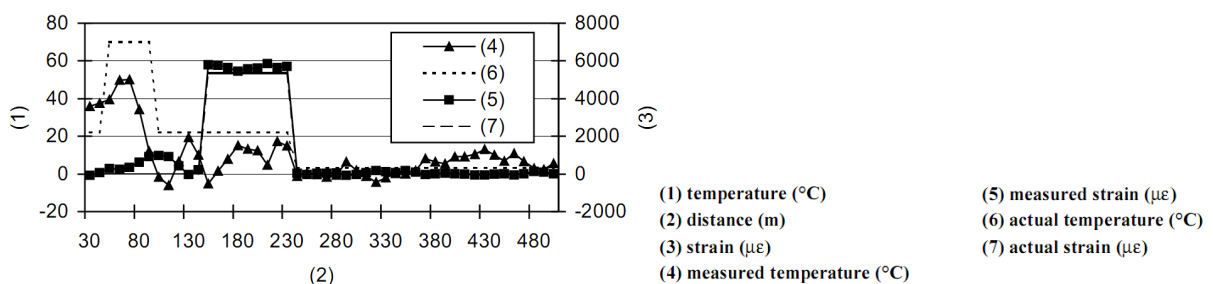 80
60
40
20
0
-20
(1)
8000
6000
4000
2000
0
-2000
(3)
(4)
(6)
(5)
(7)
30 80 130 180 230 280 330 380 430 480
(2)
(1) temperature (°C)
(2) distance (m)
(3) strain (με)
(4) measured temperature (°C)
(5) measured strain (με)
(6) actual temperature (°C)
(7) actual strain (με)